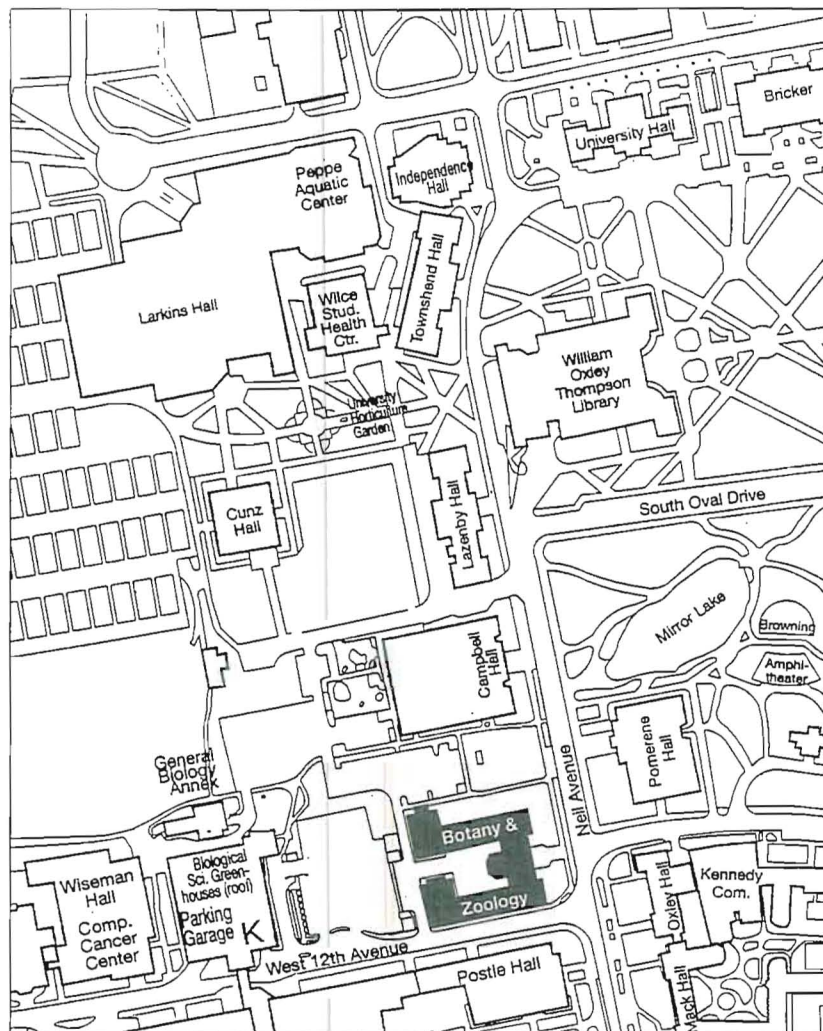 Bricker
University Hall
Peppe
Aquatic
Center
Independence
Hall
Townshend Hall
Larkins Hall
Wilce
Stud.
Health
Ctr.
William
Oxley
Thompson
Library
University
Horticulture
Garden
Cunz
Hall
Lazenby Hall
South Oval Drive
Mirror Lake
Browning
Amphi-
theater
Campbell
Hall
Pomerene
Hall
Neil Avenue
General
Biology
Annex
Botany &
Zoology
Biological
Sci. Green-
houses (roof)
Parking
Garage K
Wiseman
Hall
Comp.
Cancer
Center
West 12th Avenue
Postle Hall
Oxley Hall
Kennedy
Com.
Mack Hall